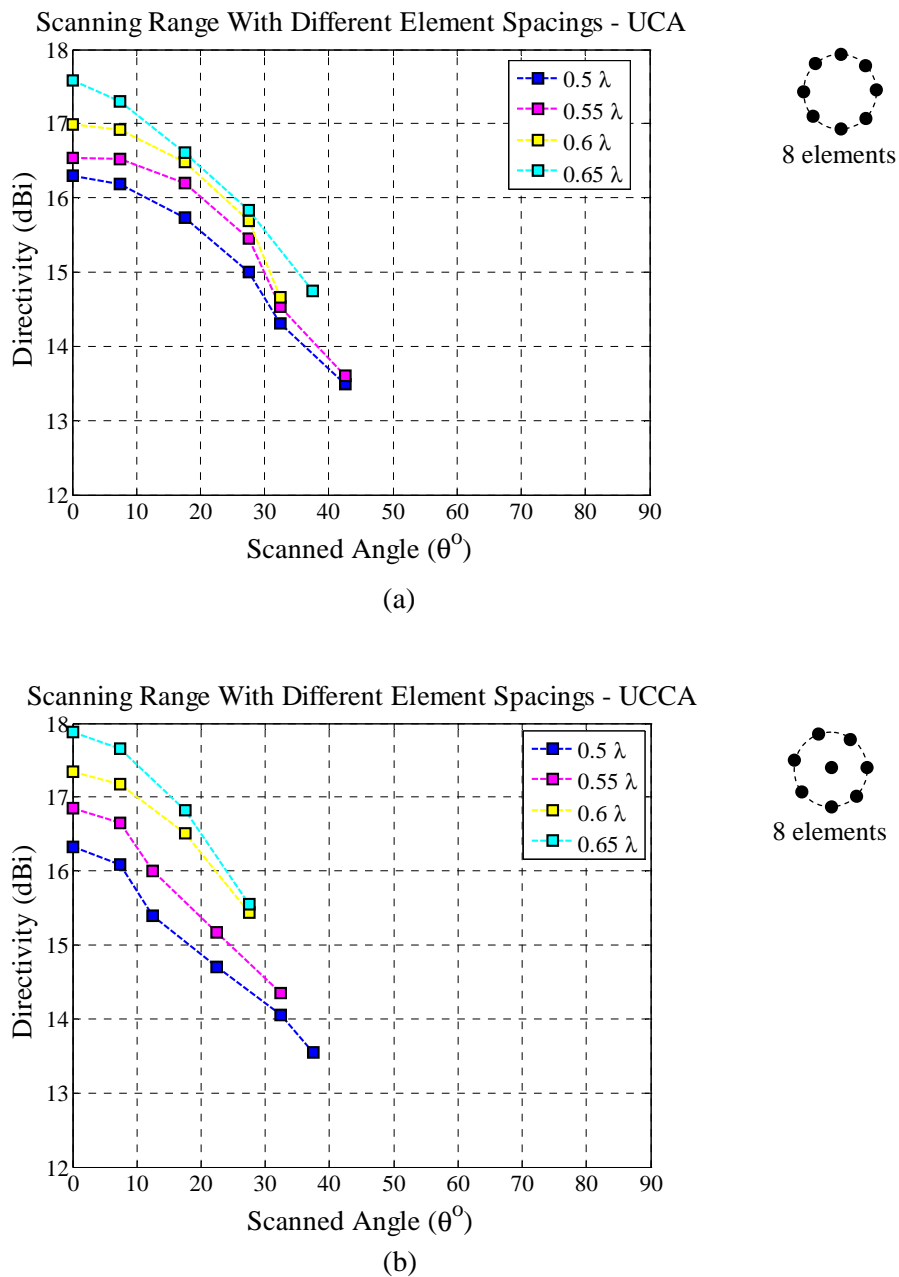 Scanning Range With Different Element Spacings - UCA
18
17
16
15
14
13
12
Directivity (dBi)
0 10 20 30 40 50 60 70 80 90
Scanned Angle (θ⁰)
0.5 λ
0.55 λ
0.6 λ
0.65 λ
8 elements
(a)
Scanning Range With Different Element Spacings - UCCA
18
17
16
15
14
13
12
Directivity (dBi)
0 10 20 30 40 50 60 70 80 90
Scanned Angle (θ⁰)
0.5 λ
0.55 λ
0.6 λ
0.65 λ
8 elements
(b)